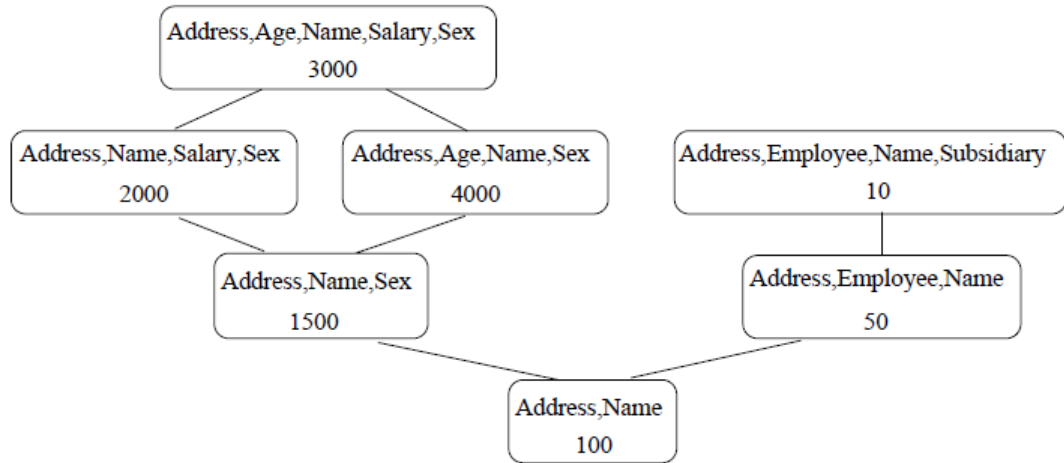 Address,Age,Name,Salary,Sex
3000
Address,Name,Salary,Sex
2000
Address,Age,Name,Sex
4000
Address,Employee,Name,Subsidiary
10
Address,Name,Sex
1500
Address,Employee,Name
50
Address,Name
100